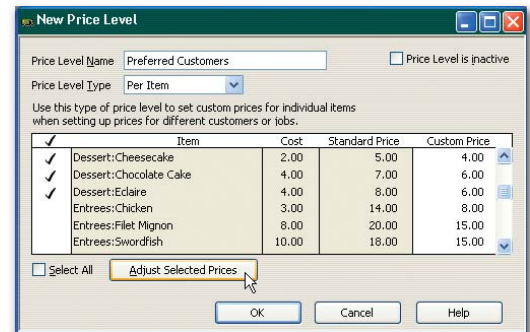 New Price Level
Price Level Name Preferred Customers Price Level is inactive
Price Level Type Per Item
Use this type of price level to set custom prices for individual items
when setting up prices for different customers or jobs.
✓ Item Cost Standard Price Custom Price
✓ Dessert:Cheesecake 2.00 5.00 4.00
✓ Dessert:Chocolate Cake 4.00 7.00 6.00
✓ Dessert:Eclaire 4.00 8.00 6.00
Entrees:Chicken 3.00 14.00 8.00
Entrees:Filet Mignon 8.00 20.00 15.00
Entrees:Swordfish 10.00 18.00 15.00
Select All Adjust Selected Prices
OK Cancel Help